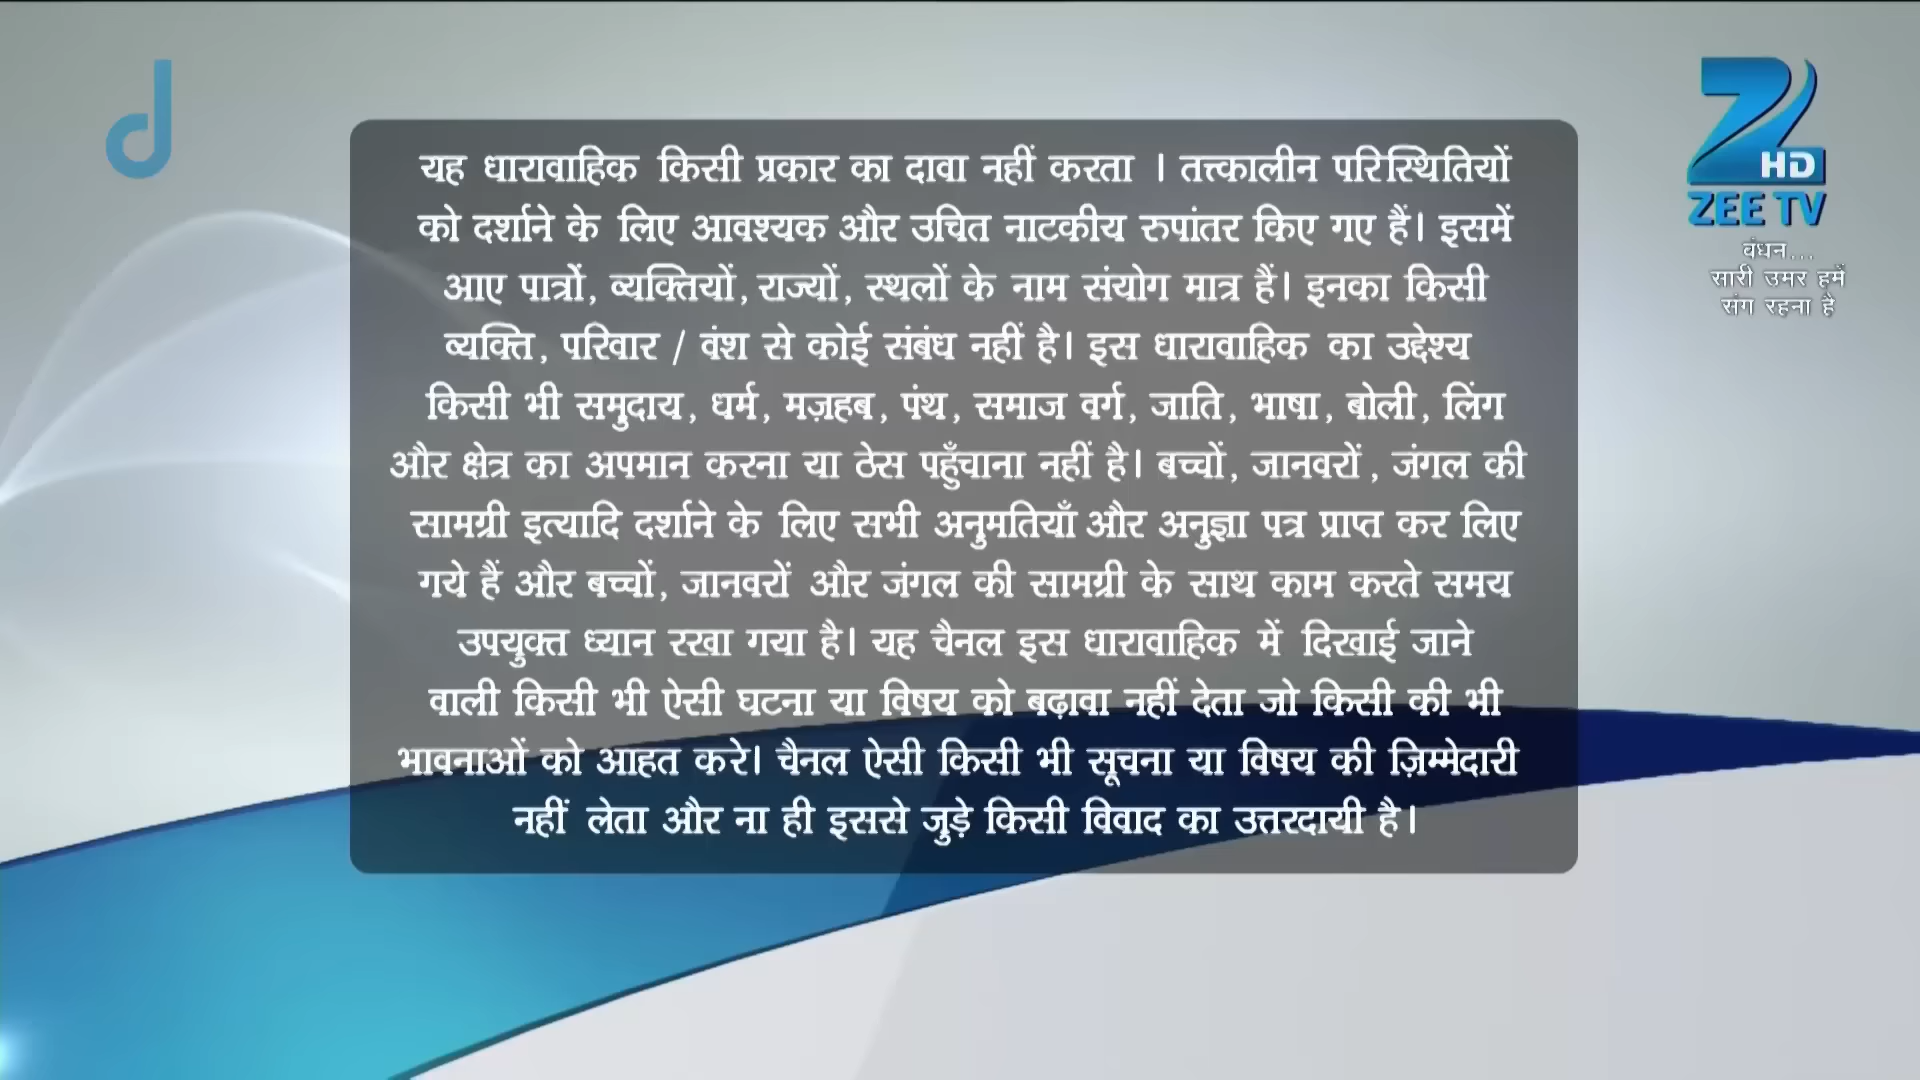 यह धारावाहिक किसी प्रकार का दावा नहीं करता । तत्त्कालीन परिस्थितियों
को दर्शाने के लिए आवश्यक और उचित नाटकीय रुपांतर किए गए हैं। इसमें
आए पात्रों, व्यक्तियों, राज्यों, स्थलों के नाम संयोग मात्र हैं। इनका किसी
व्यक्ति, परिवार / वंश से कोई संबंध नहीं है। इस धारावाहिक का उद्देश्य
किसी भी समुदाय, धर्म, मज़हब, पंथ, समाज वर्ग, जाति, भाषा, बोली, लिंग
और क्षेत्र का अपमान करना या ठेस पहुँचाना नहीं है। बच्चों, जानवरों, जंगल की
सामग्री इत्यादि दर्शाने के लिए सभी अनुमतियाँ और अनुज्ञा पत्र प्राप्त कर लिए
गये हैं और बच्चों, जानवरों और जंगल की सामग्री के साथ काम करते समय
उपयुक्त ध्यान रखा गया है। यह चैनल इस धारावाहिक में दिखाई जाने
वाली किसी भी ऐसी घटना या विषय को बढ़ावा नहीं देता जो किसी की भी
भावनाओं को आहत करे। चैनल ऐसी किसी भी सूचना या विषय की ज़िम्मेदारी
नहीं लेता और ना ही इससे जुड़े किसी विवाद का उत्तरदायी है।
d
Z HD
ZEE TV
बंधन...
सारी उमर हमें
संग रहना है